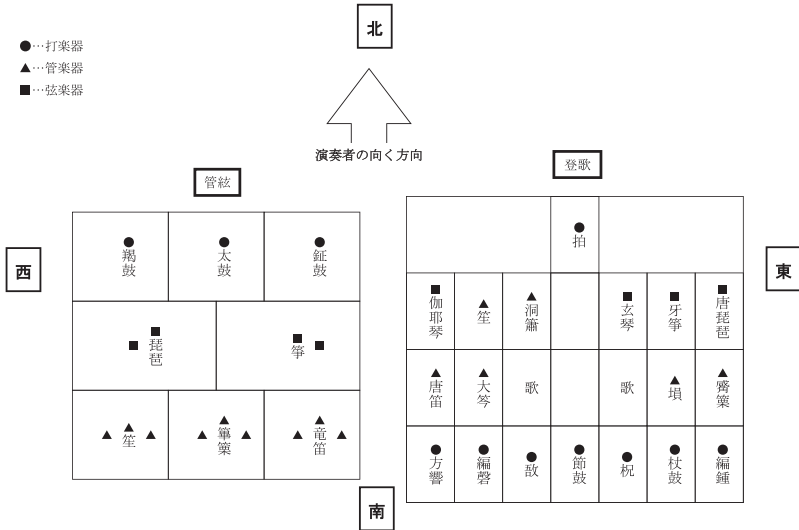 北
●…打楽器
▲…管楽器
■…弦楽器
演奏者の向く方向
管絃
登歌
西
東
羯鼓
太鼓
鉦鼓
琵琶
箏
笙
篳篥
竜笛
拍
伽耶琴
笙
洞簫
玄琴
牙箏
唐琵琶
唐笛
大笒
歌
歌
塤
觱篥
方響
編磬
敔
節鼓
柷
杖鼓
編鍾
南